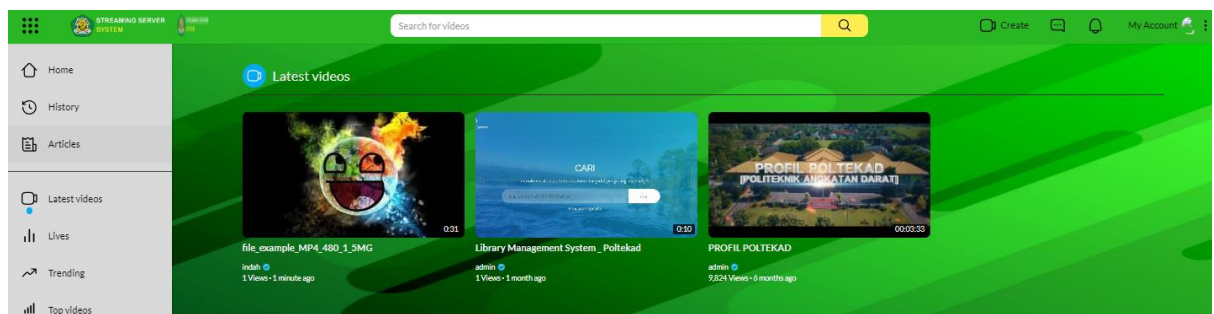 STREAMING SERVER
SYSTEM
Search for videos
Create
My Account
Home
History
Articles
Latest videos
Lives
Trending
Top videos
Latest videos
0:31
file_example_MP4_480_1_5MG
indah
1 Views • 1 minute ago
CARI
0:10
Library Management System _ Poltekad
admin
1 Views • 1 month ago
PROFIL POLTEKAD
[POLITEKNIK ANGKATAN DARAT]
00:03:33
PROFIL POLTEKAD
admin
9,824 Views • 6 months ago